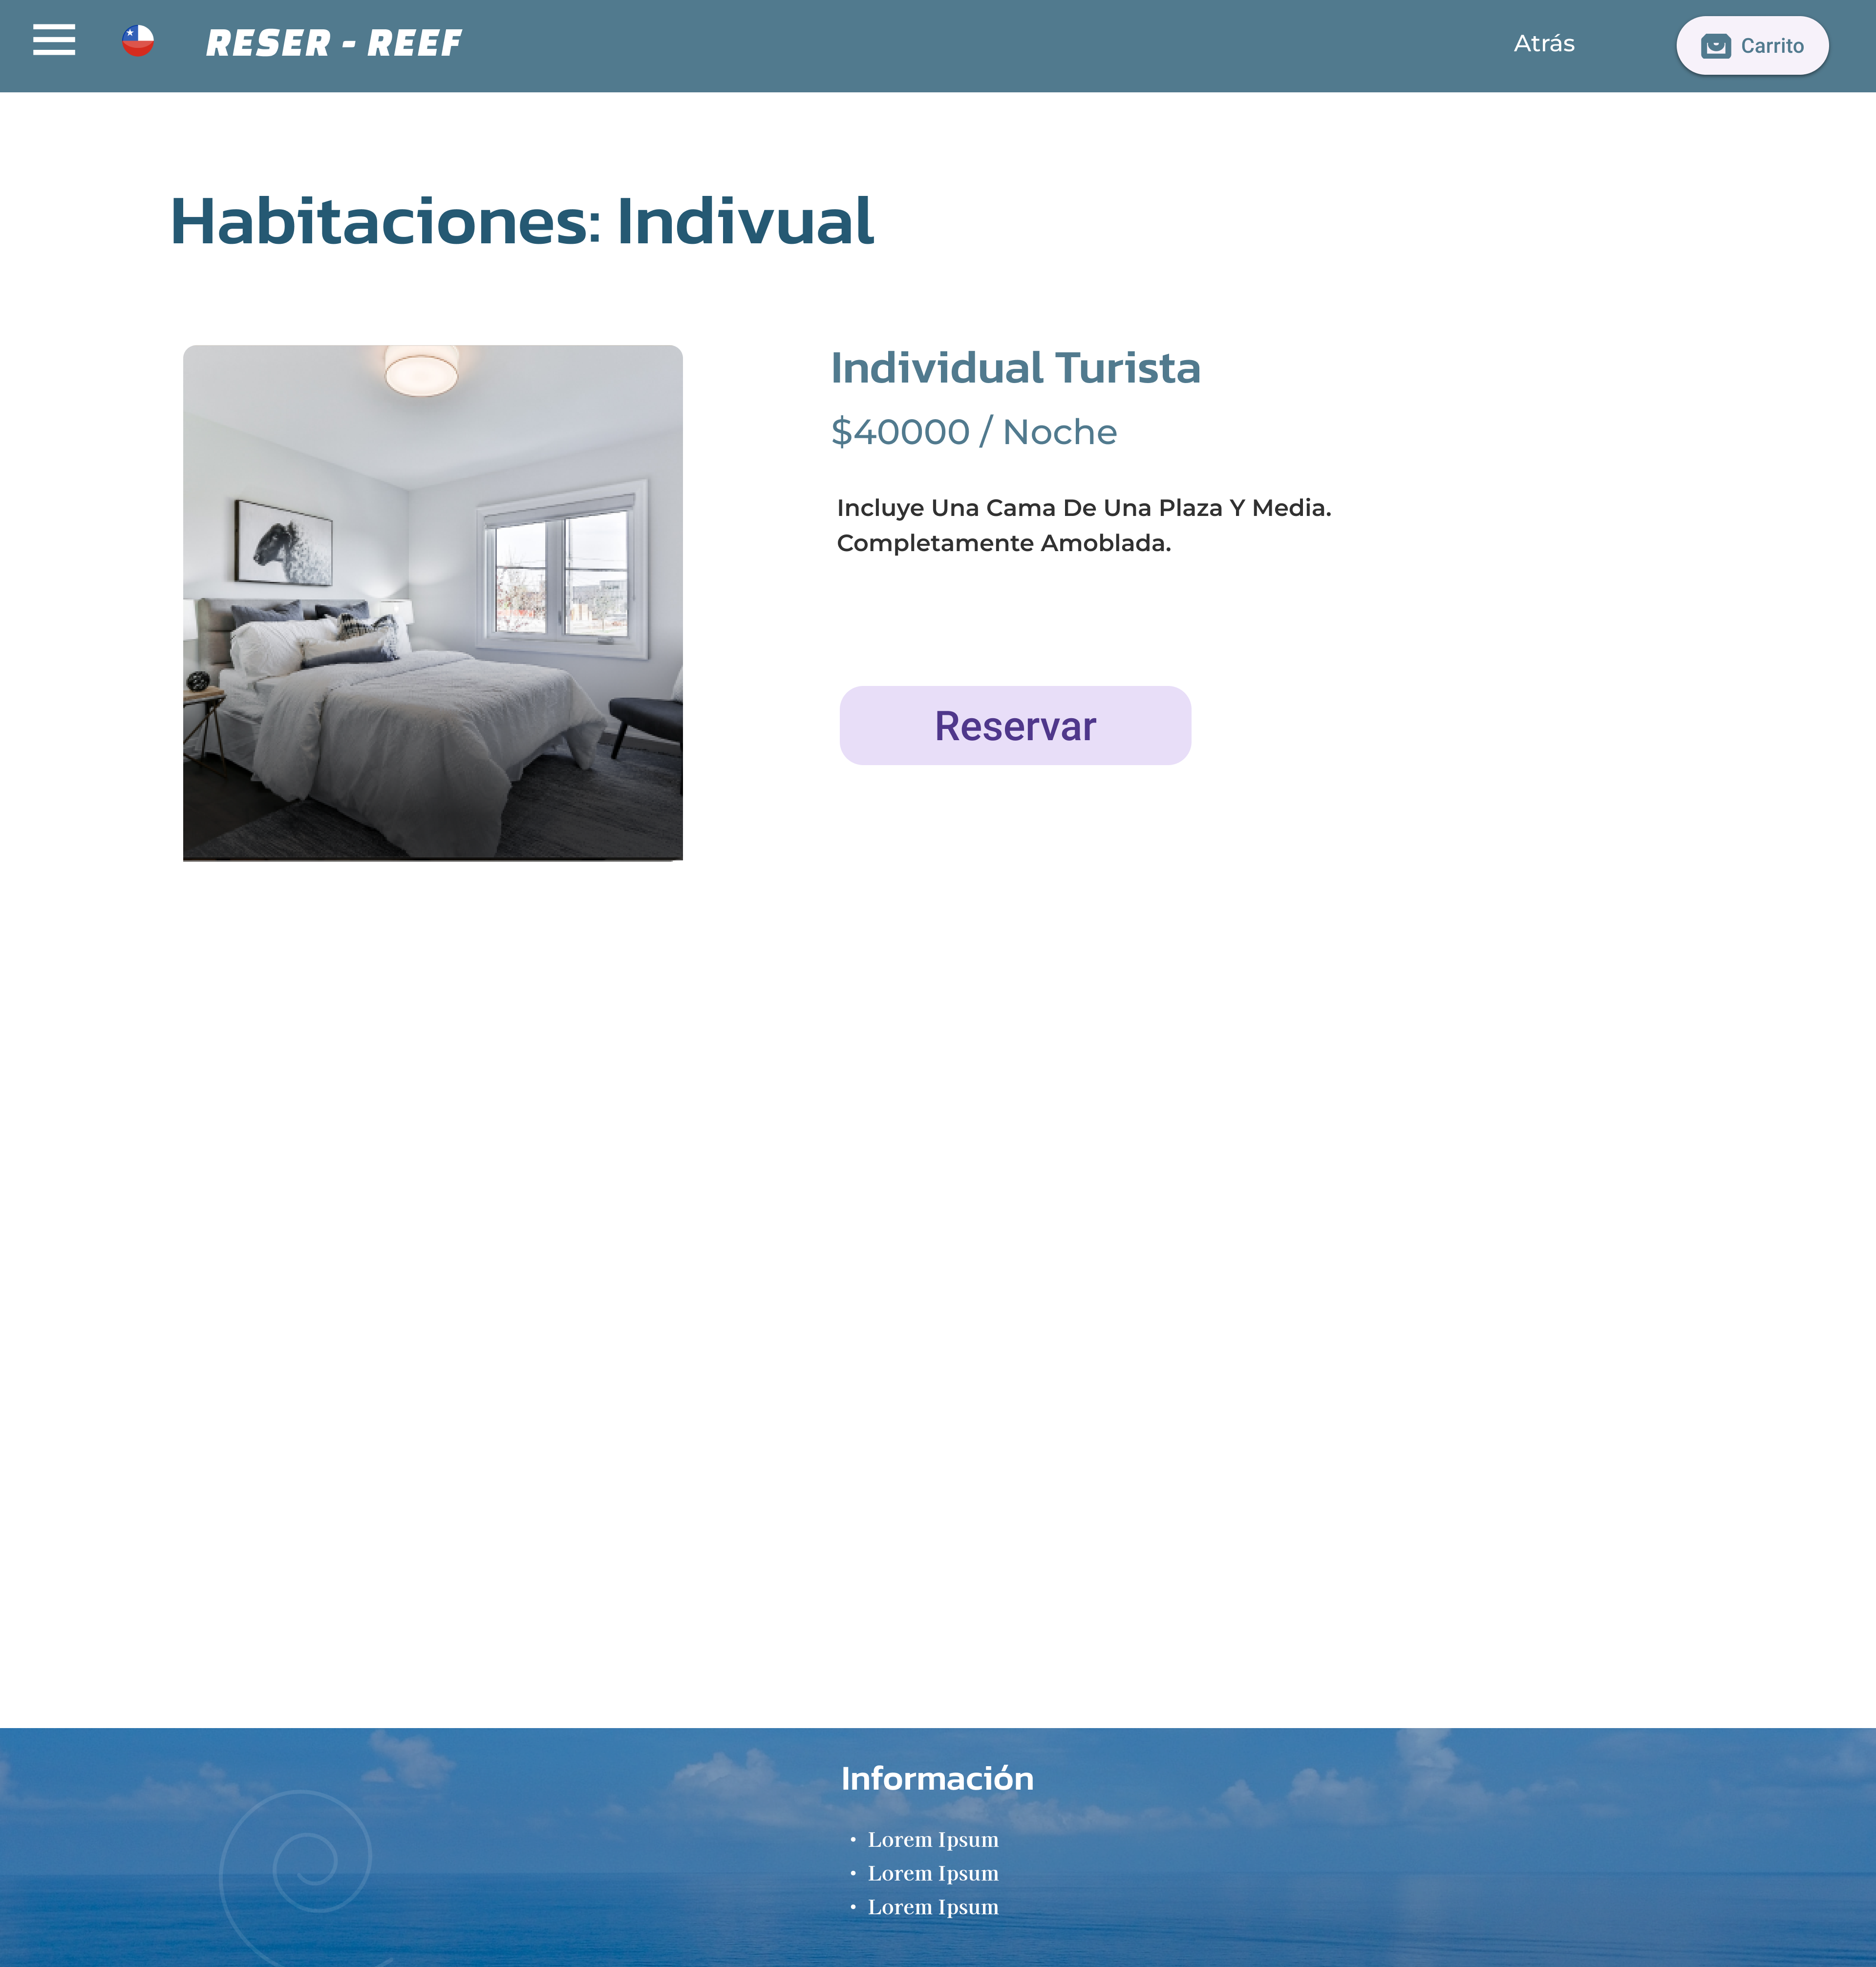 RESER - REEF
Atrás
Carrito
Habitaciones: Indivual
Individual Turista
$40000 / Noche
Incluye Una Cama De Una Plaza Y Media.
Completamente Amoblada.
Reservar
Información
• Lorem Ipsum
• Lorem Ipsum
• Lorem Ipsum